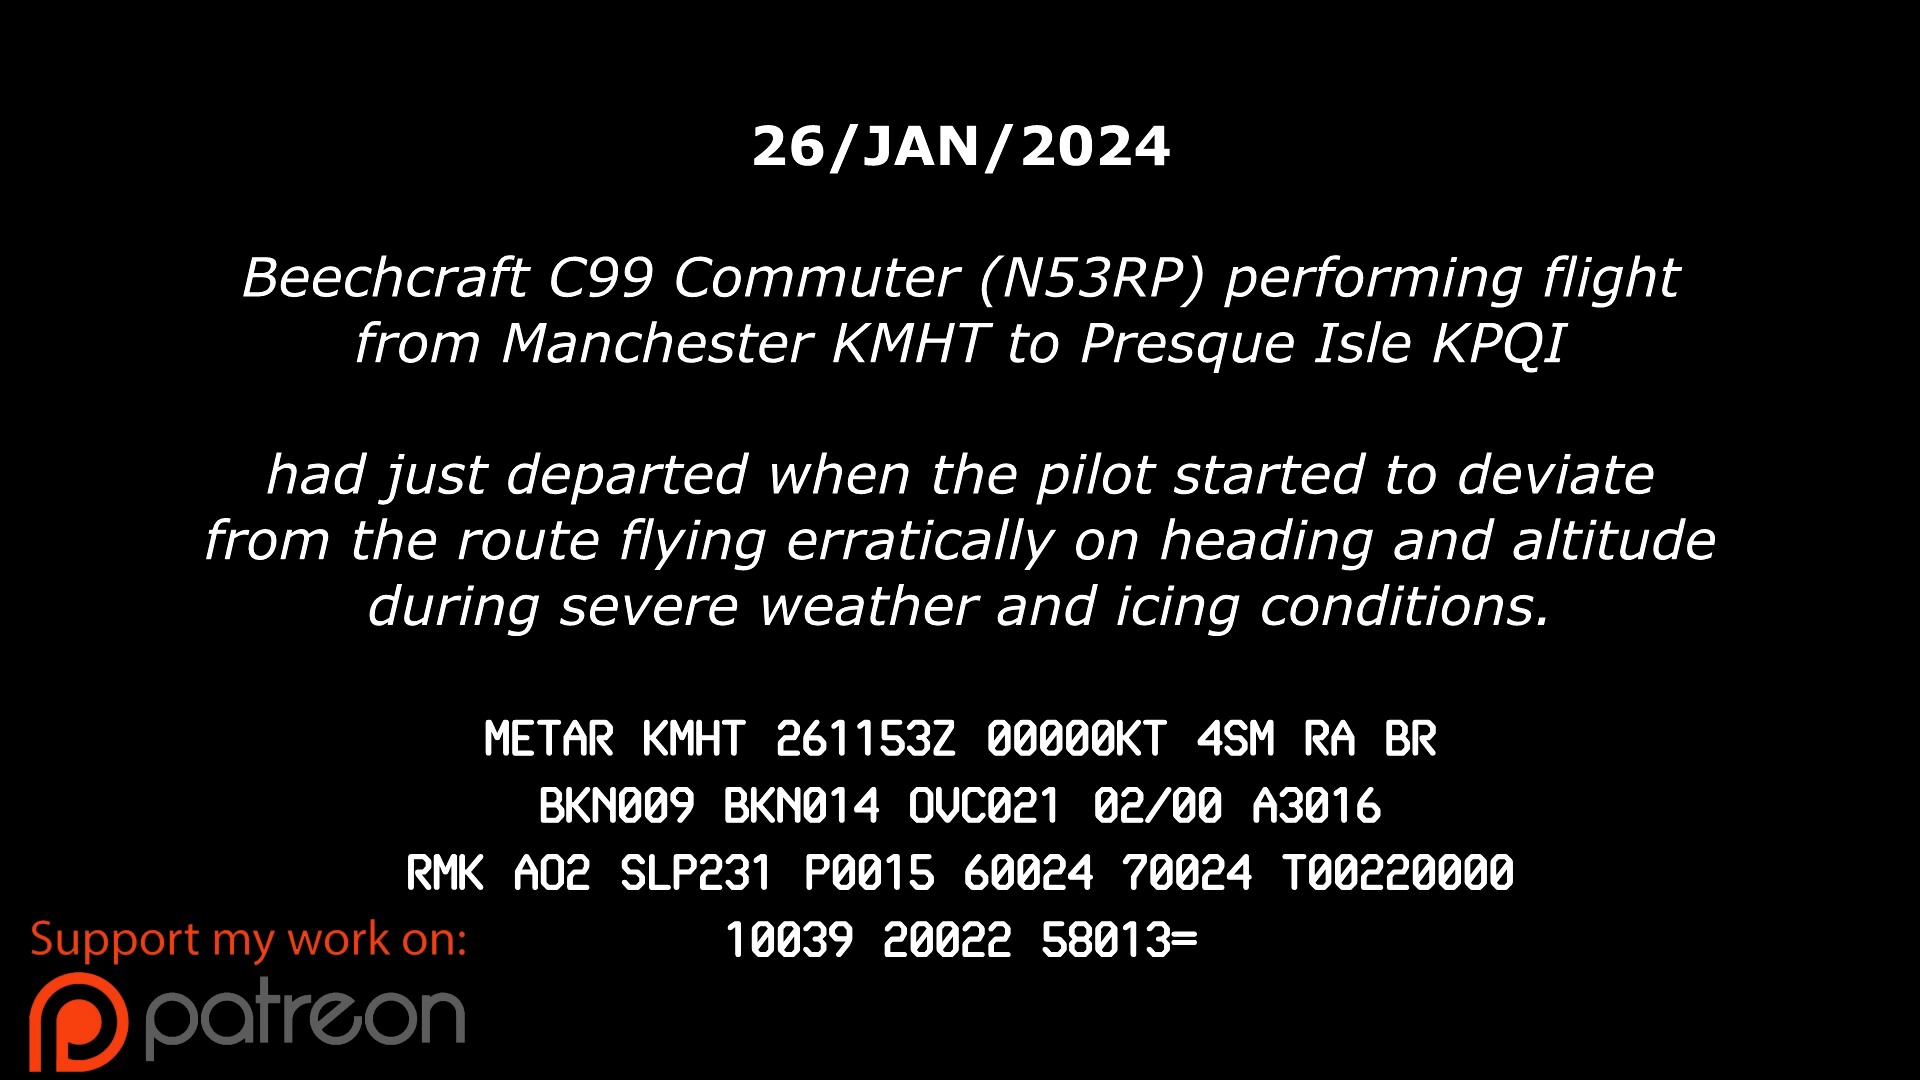 26/JAN/2024
Beechcraft C99 Commuter (N53RP) performing flight
from Manchester KMHT to Presque Isle KPQI
had just departed when the pilot started to deviate
from the route flying erratically on heading and altitude
during severe weather and icing conditions.
METAR KMHT 261153Z 00000KT 4SM RA BR
BKN009 BKN014 OVC021 02/00 A3016
RMK AO2 SLP231 P0015 60024 70024 T00220000
10039 20022 58013=
Support my work on:
patreon